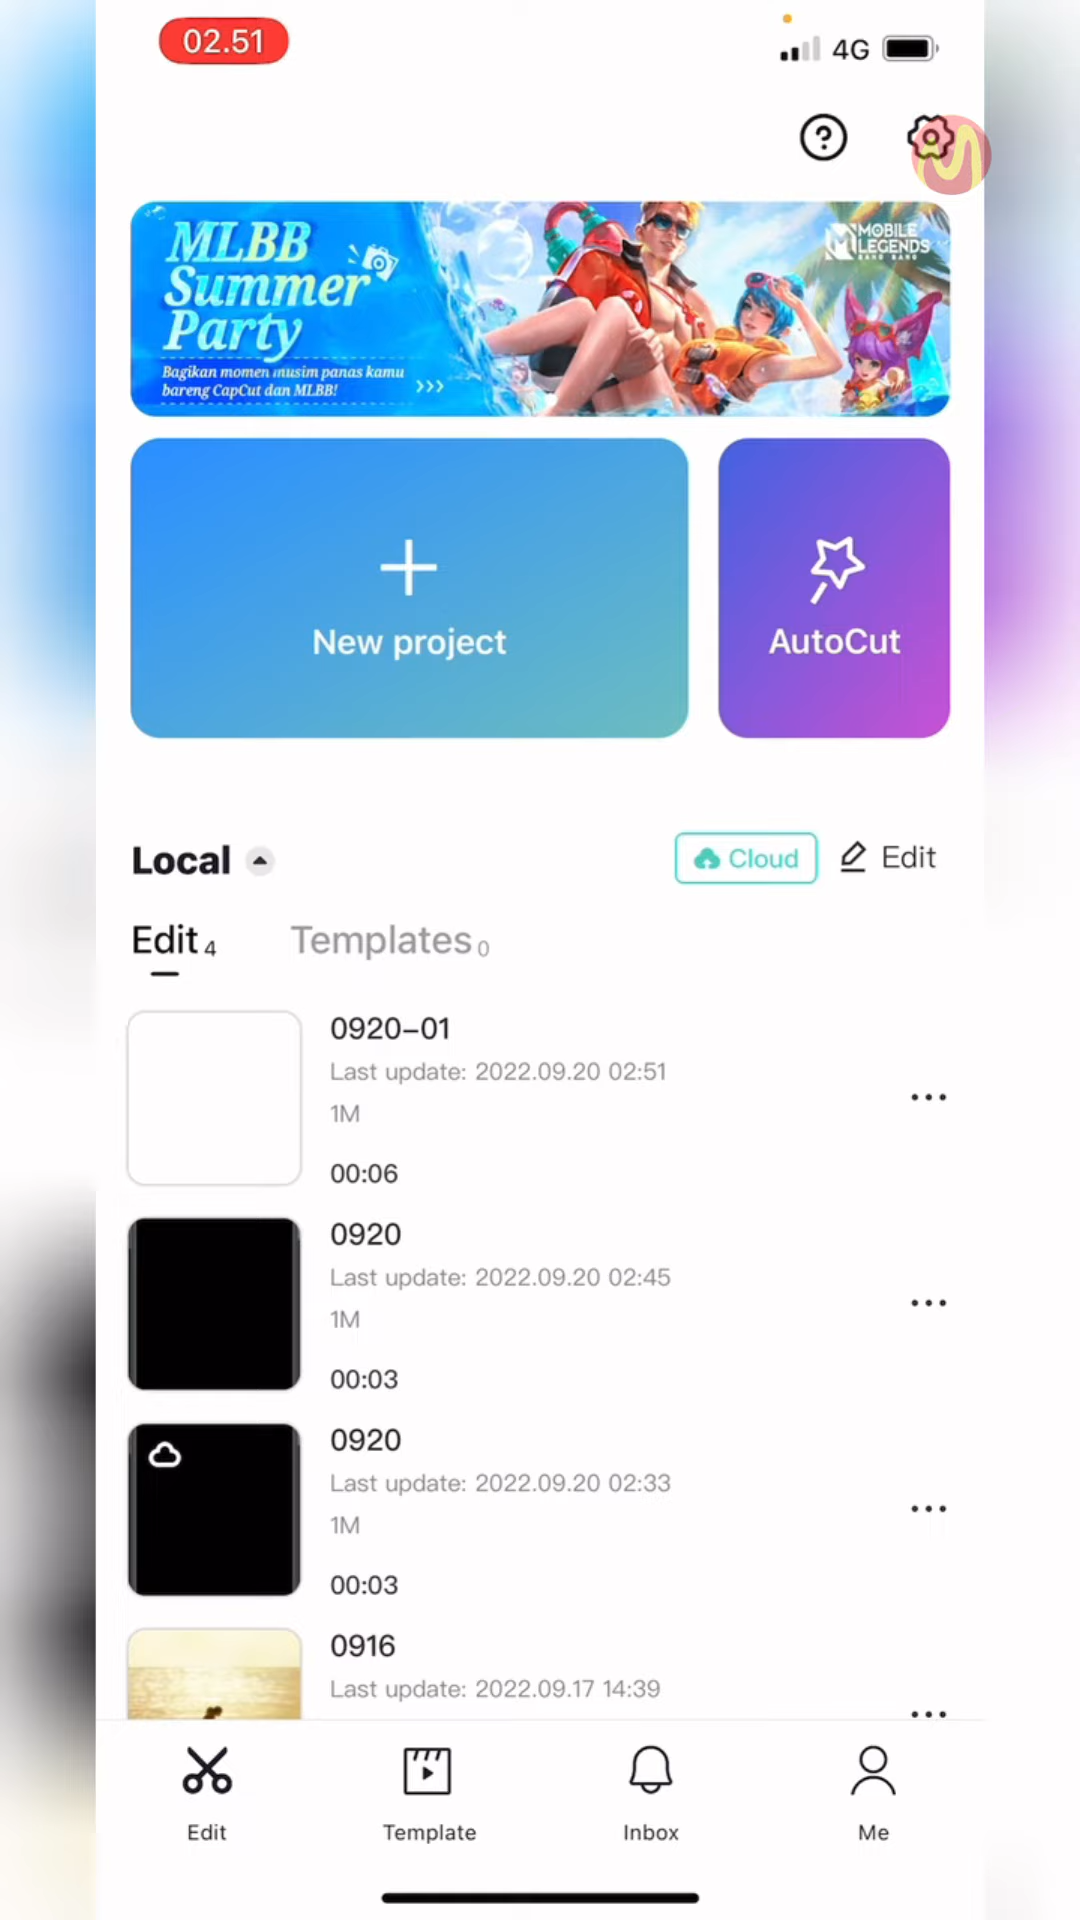 02.51
4G
MLBB
Summer
Party
Bagikan momen musim panas kamu
bareng CapCut dan MLBB!
MOBILE
LEGENDS
BANG BANG
New project
AutoCut
Local
Cloud
Edit
Edit 4
Templates 0
0920-01
Last update: 2022.09.20 02:51
1M
00:06
0920
Last update: 2022.09.20 02:45
1M
00:03
0920
Last update: 2022.09.20 02:33
1M
00:03
0916
Last update: 2022.09.17 14:39
Edit
Template
Inbox
Me